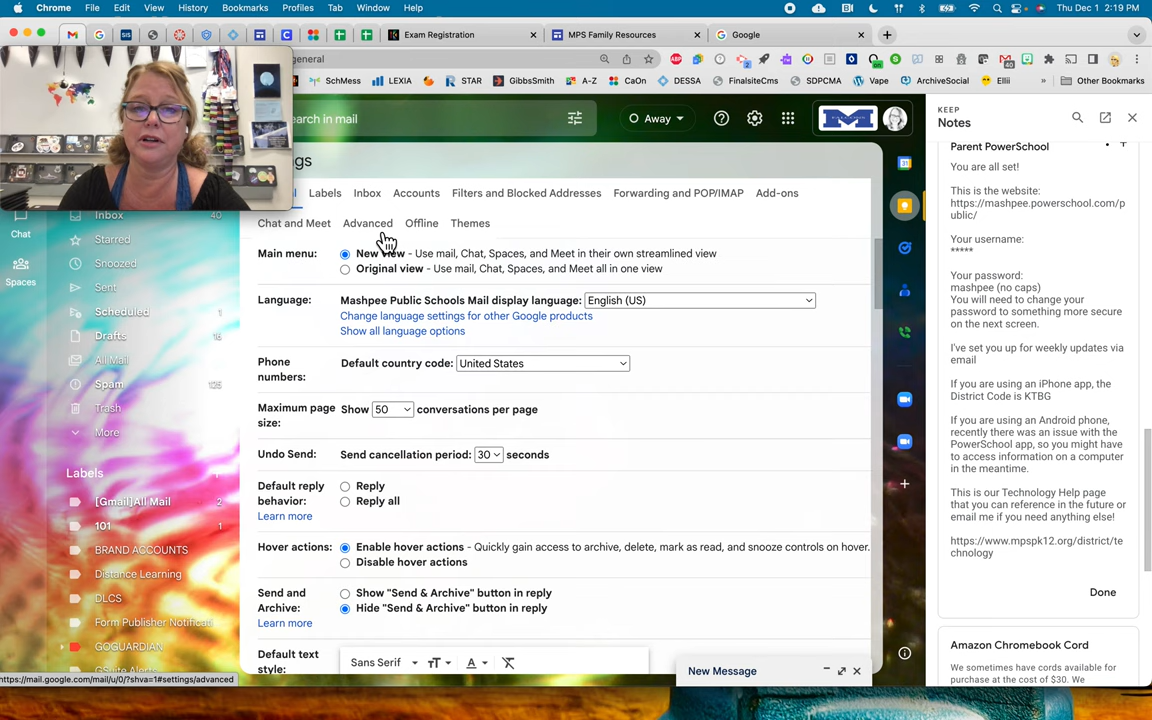 Chrome File Edit View History Bookmarks Profiles Tab Window Help
Thu Dec 1 2:19 PM
Exam Registration
MPS Family Resources
Google
general
SchMess LEXIA STAR GibbsSmith A-Z CaOn DESSA FinalsiteCms SDPCMA Vape ArchiveSocial Ellii » Other Bookmarks
earch in mail
Away
KEEP
Notes
ngs
Labels Inbox Accounts Filters and Blocked Addresses Forwarding and POP/IMAP Add-ons
Chat and Meet Advanced Offline Themes
Chat
Spaces
Inbox 40
Starred
Snoozed
Sent
Scheduled 1
Drafts 16
All Mail
Spam 125
Trash
More
Labels
[Gmail]All Mail 2
101 1
BRAND ACCOUNTS
Distance Learning
DLCS
Form Publisher Notificat
GOGUARDIAN
GSuite Alerts
https://mail.google.com/mail/u/0/?shva=1#settings/advanced
Main menu:
New view - Use mail, Chat, Spaces, and Meet in their own streamlined view
Original view - Use mail, Chat, Spaces, and Meet all in one view
Language:
Mashpee Public Schools Mail display language: English (US)
Change language settings for other Google products
Show all language options
Phone
numbers:
Default country code: United States
Maximum page
size:
Show 50 conversations per page
Undo Send:
Send cancellation period: 30 seconds
Default reply
behavior:
Learn more
Reply
Reply all
Hover actions:
Enable hover actions - Quickly gain access to archive, delete, mark as read, and snooze controls on hover.
Disable hover actions
Send and
Archive:
Learn more
Show "Send & Archive" button in reply
Hide "Send & Archive" button in reply
Default text
style:
Sans Serif
New Message
Parent PowerSchool
You are all set!
This is the website:
https://mashpee.powerschool.com/p
ublic/
Your username:
*****
Your password:
mashpee (no caps)
You will need to change your
password to something more secure
on the next screen.
I've set you up for weekly updates via
email
If you are using an iPhone app, the
District Code is KTBG
If you are using an Android phone,
recently there was an issue with the
PowerSchool app, so you might have
to access information on a computer
in the meantime.
This is our Technology Help page
that you can reference in the future or
email me if you need anything else!
https://www.mpspk12.org/district/te
chnology
Done
Amazon Chromebook Cord
We sometimes have cords available for
purchase at the cost of $30. We